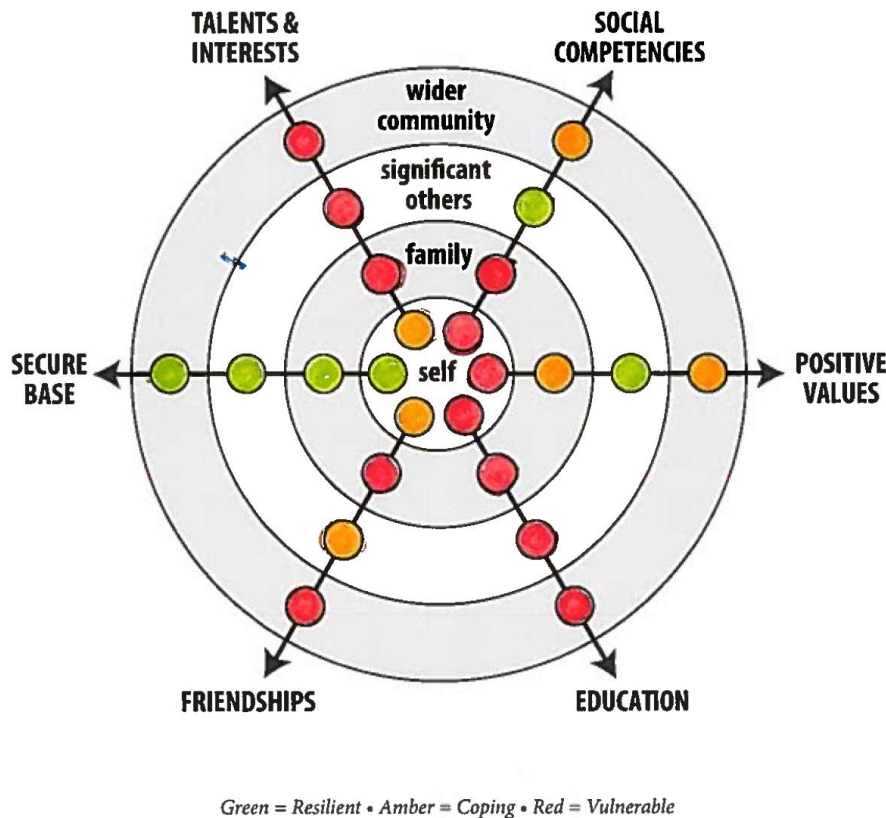 TALENTS &
INTERESTS
SOCIAL
COMPETENCIES
wider
community
significant
others
family
SECURE
BASE
self
POSITIVE
VALUES
FRIENDSHIPS
EDUCATION
Green = Resilient • Amber = Coping • Red = Vulnerable